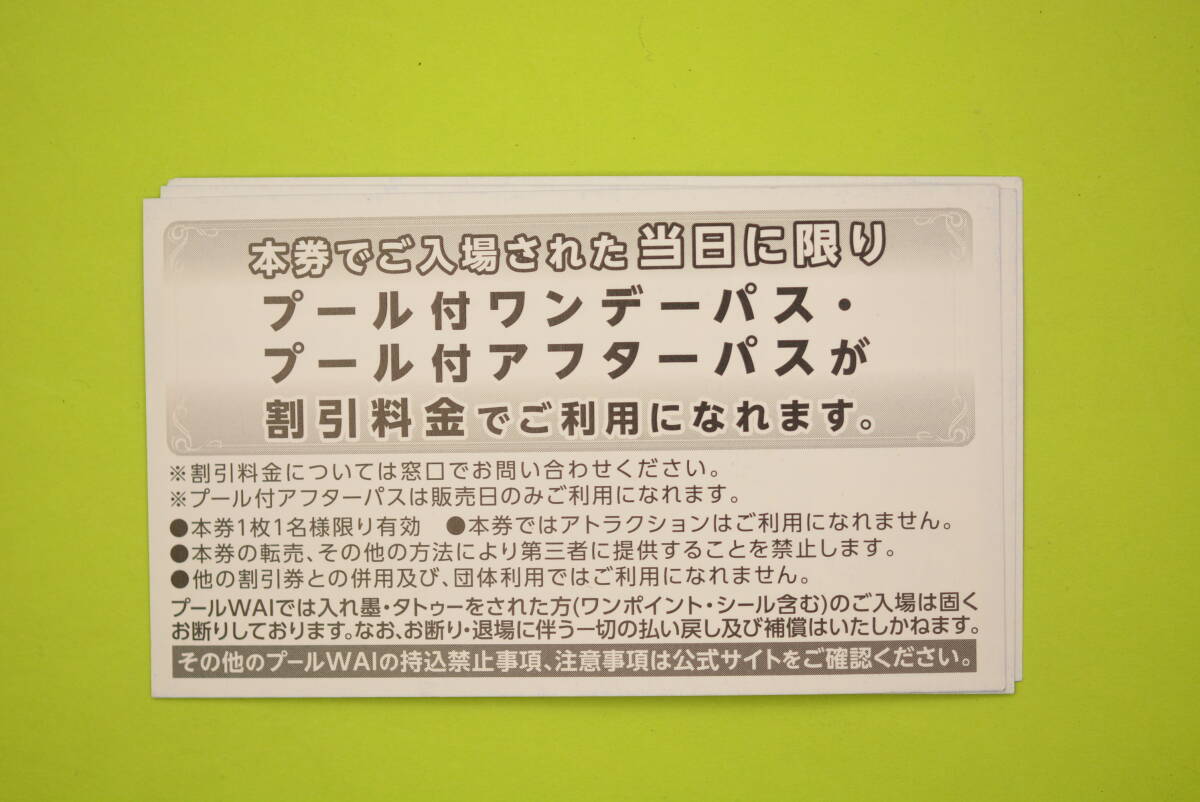 本券でご入場された当日に限り
プール付ワンデーパス・
プール付アフターパスが
割引料金でご利用になれます。
※割引料金については窓口でお問い合わせください。
※プール付アフターパスは販売日のみご利用になれます。
●本券1枚1名様限り有効　●本券ではアトラクションはご利用になれません。
●本券の転売、その他の方法により第三者に提供することを禁止します。
●他の割引券との併用及び、団体利用ではご利用になれません。
プールWAIでは入れ墨・タトゥーをされた方(ワンポイント・シール含む)のご入場は固く
お断りしております。なお、お断り・退場に伴う一切の払い戻し及び補償はいたしかねます。
その他のプールWAIの持込禁止事項、注意事項は公式サイトをご確認ください。